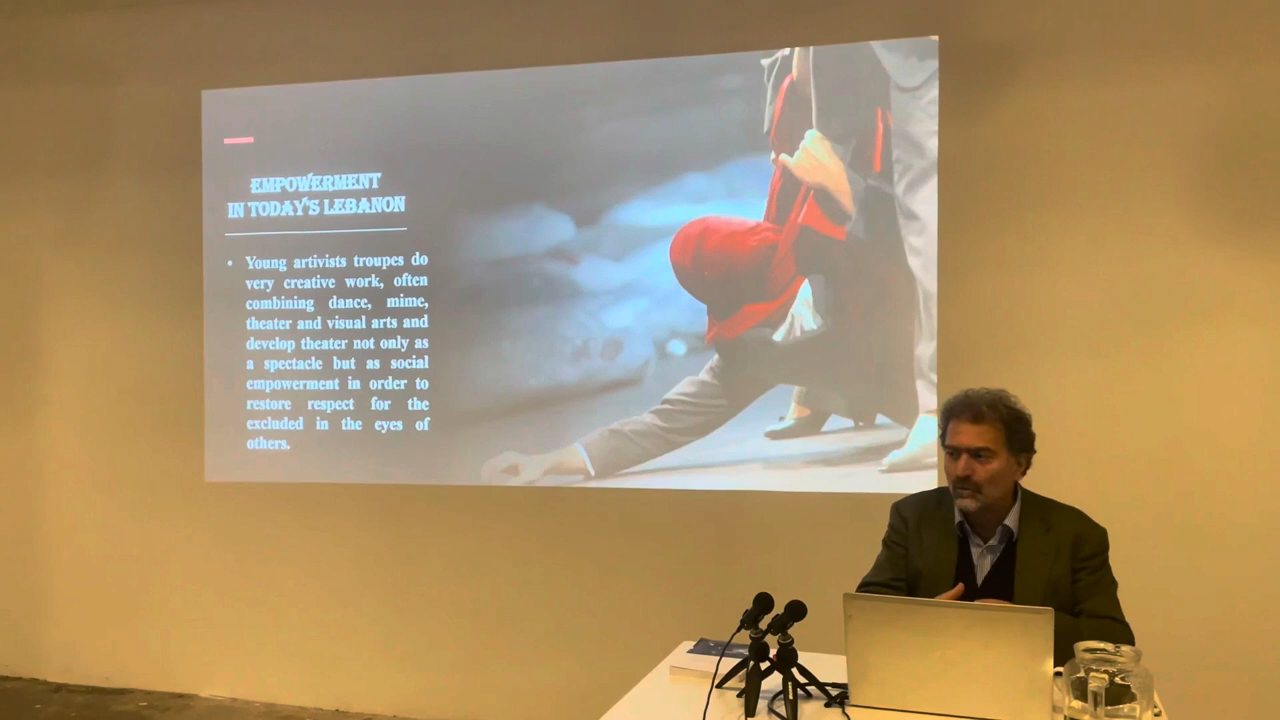 EMPOWERMENT
IN TODAY'S LEBANON
• Young artivists troupes do
very creative work, often
combining dance, mime,
theater and visual arts and
develop theater not only as
a spectacle but as social
empowerment in order to
restore respect for the
excluded in the eyes of
others.